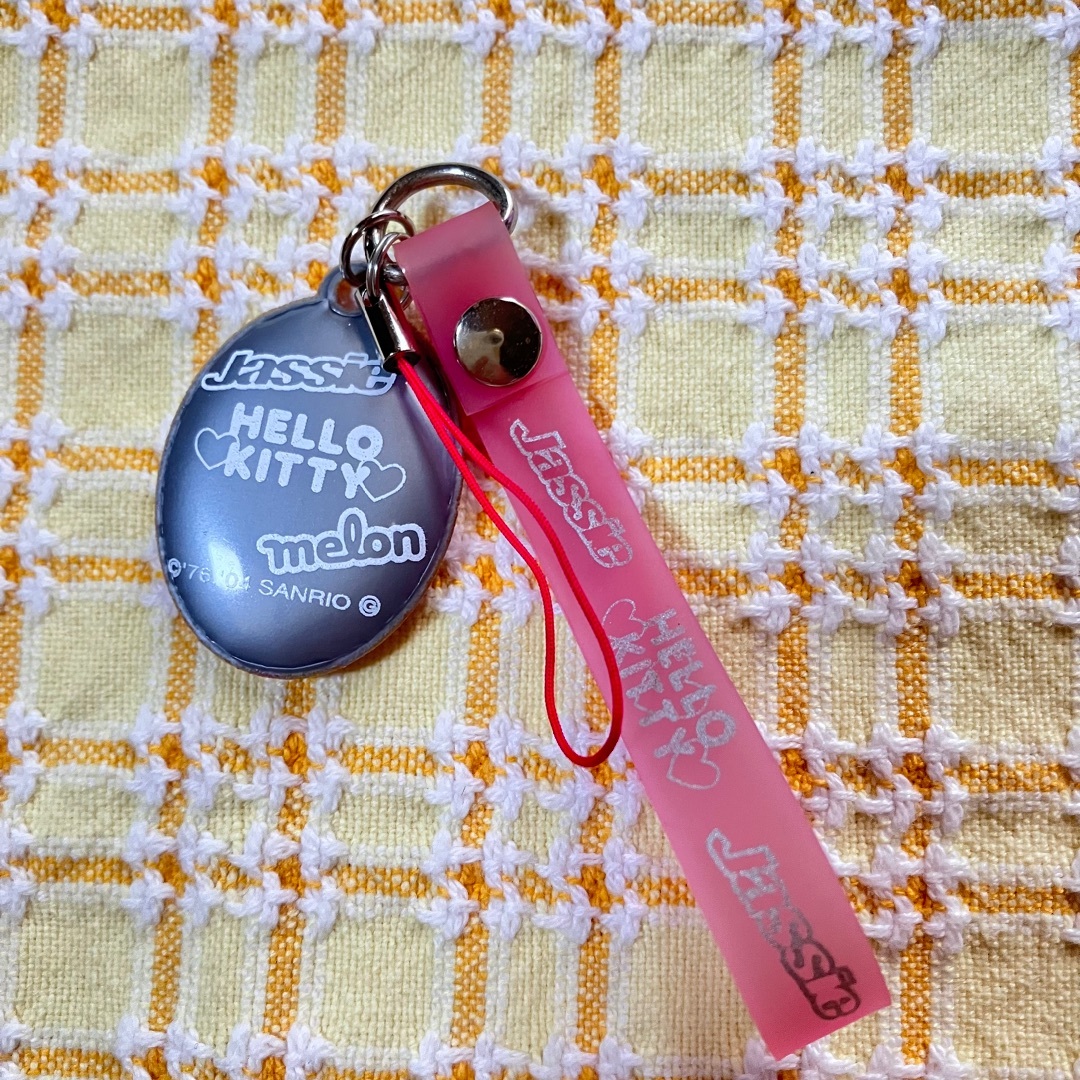 Jassie
HELLO
KITTY
melon
©'76, '04 SANRIO Ⓖ
Jassie
HELLO
KITTY
Jassie